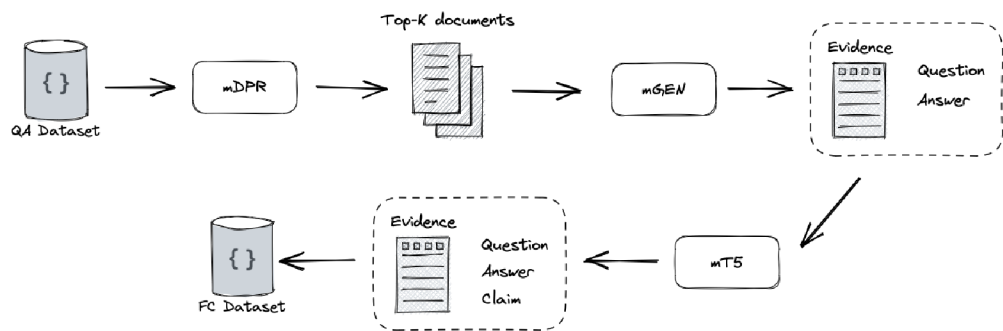 Top-K documents
{ }
QA Dataset
mDPR
mGEN
Evidence
Question
Answer
mT5
Evidence
Question
Answer
Claim
{ }
FC Dataset